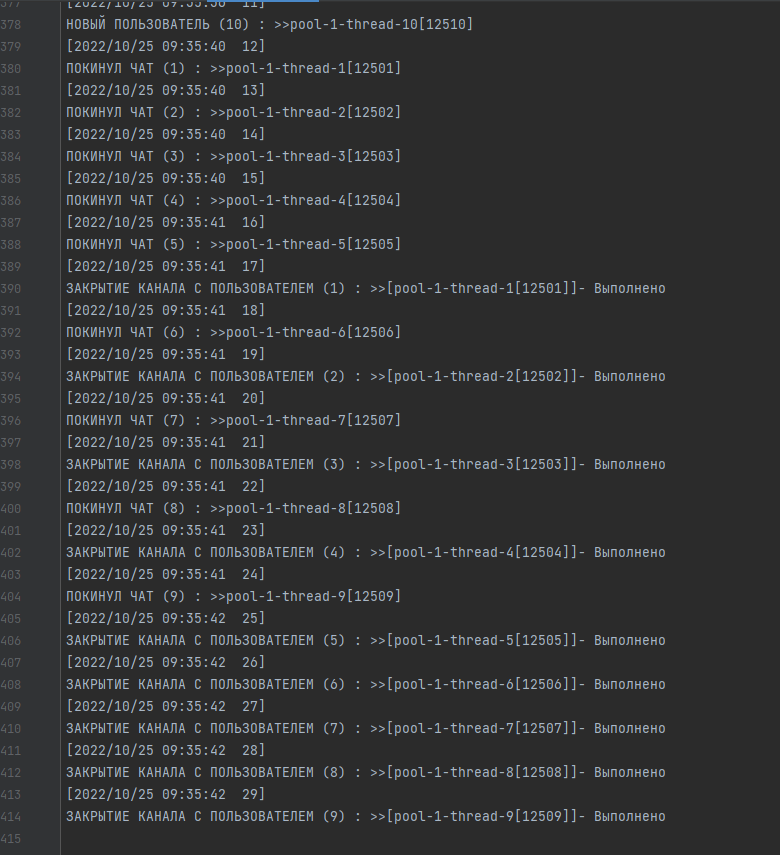 377 [2022/10/25 09:35:36  11]
378 НОВЫЙ ПОЛЬЗОВАТЕЛЬ (10) : >>pool-1-thread-10[12510]
379 [2022/10/25 09:35:40  12]
380 ПОКИНУЛ ЧАТ (1) : >>pool-1-thread-1[12501]
381 [2022/10/25 09:35:40  13]
382 ПОКИНУЛ ЧАТ (2) : >>pool-1-thread-2[12502]
383 [2022/10/25 09:35:40  14]
384 ПОКИНУЛ ЧАТ (3) : >>pool-1-thread-3[12503]
385 [2022/10/25 09:35:40  15]
386 ПОКИНУЛ ЧАТ (4) : >>pool-1-thread-4[12504]
387 [2022/10/25 09:35:41  16]
388 ПОКИНУЛ ЧАТ (5) : >>pool-1-thread-5[12505]
389 [2022/10/25 09:35:41  17]
390 ЗАКРЫТИЕ КАНАЛА С ПОЛЬЗОВАТЕЛЕМ (1) : >>[pool-1-thread-1[12501]]- Выполнено
391 [2022/10/25 09:35:41  18]
392 ПОКИНУЛ ЧАТ (6) : >>pool-1-thread-6[12506]
393 [2022/10/25 09:35:41  19]
394 ЗАКРЫТИЕ КАНАЛА С ПОЛЬЗОВАТЕЛЕМ (2) : >>[pool-1-thread-2[12502]]- Выполнено
395 [2022/10/25 09:35:41  20]
396 ПОКИНУЛ ЧАТ (7) : >>pool-1-thread-7[12507]
397 [2022/10/25 09:35:41  21]
398 ЗАКРЫТИЕ КАНАЛА С ПОЛЬЗОВАТЕЛЕМ (3) : >>[pool-1-thread-3[12503]]- Выполнено
399 [2022/10/25 09:35:41  22]
400 ПОКИНУЛ ЧАТ (8) : >>pool-1-thread-8[12508]
401 [2022/10/25 09:35:41  23]
402 ЗАКРЫТИЕ КАНАЛА С ПОЛЬЗОВАТЕЛЕМ (4) : >>[pool-1-thread-4[12504]]- Выполнено
403 [2022/10/25 09:35:41  24]
404 ПОКИНУЛ ЧАТ (9) : >>pool-1-thread-9[12509]
405 [2022/10/25 09:35:42  25]
406 ЗАКРЫТИЕ КАНАЛА С ПОЛЬЗОВАТЕЛЕМ (5) : >>[pool-1-thread-5[12505]]- Выполнено
407 [2022/10/25 09:35:42  26]
408 ЗАКРЫТИЕ КАНАЛА С ПОЛЬЗОВАТЕЛЕМ (6) : >>[pool-1-thread-6[12506]]- Выполнено
409 [2022/10/25 09:35:42  27]
410 ЗАКРЫТИЕ КАНАЛА С ПОЛЬЗОВАТЕЛЕМ (7) : >>[pool-1-thread-7[12507]]- Выполнено
411 [2022/10/25 09:35:42  28]
412 ЗАКРЫТИЕ КАНАЛА С ПОЛЬЗОВАТЕЛЕМ (8) : >>[pool-1-thread-8[12508]]- Выполнено
413 [2022/10/25 09:35:42  29]
414 ЗАКРЫТИЕ КАНАЛА С ПОЛЬЗОВАТЕЛЕМ (9) : >>[pool-1-thread-9[12509]]- Выполнено
415